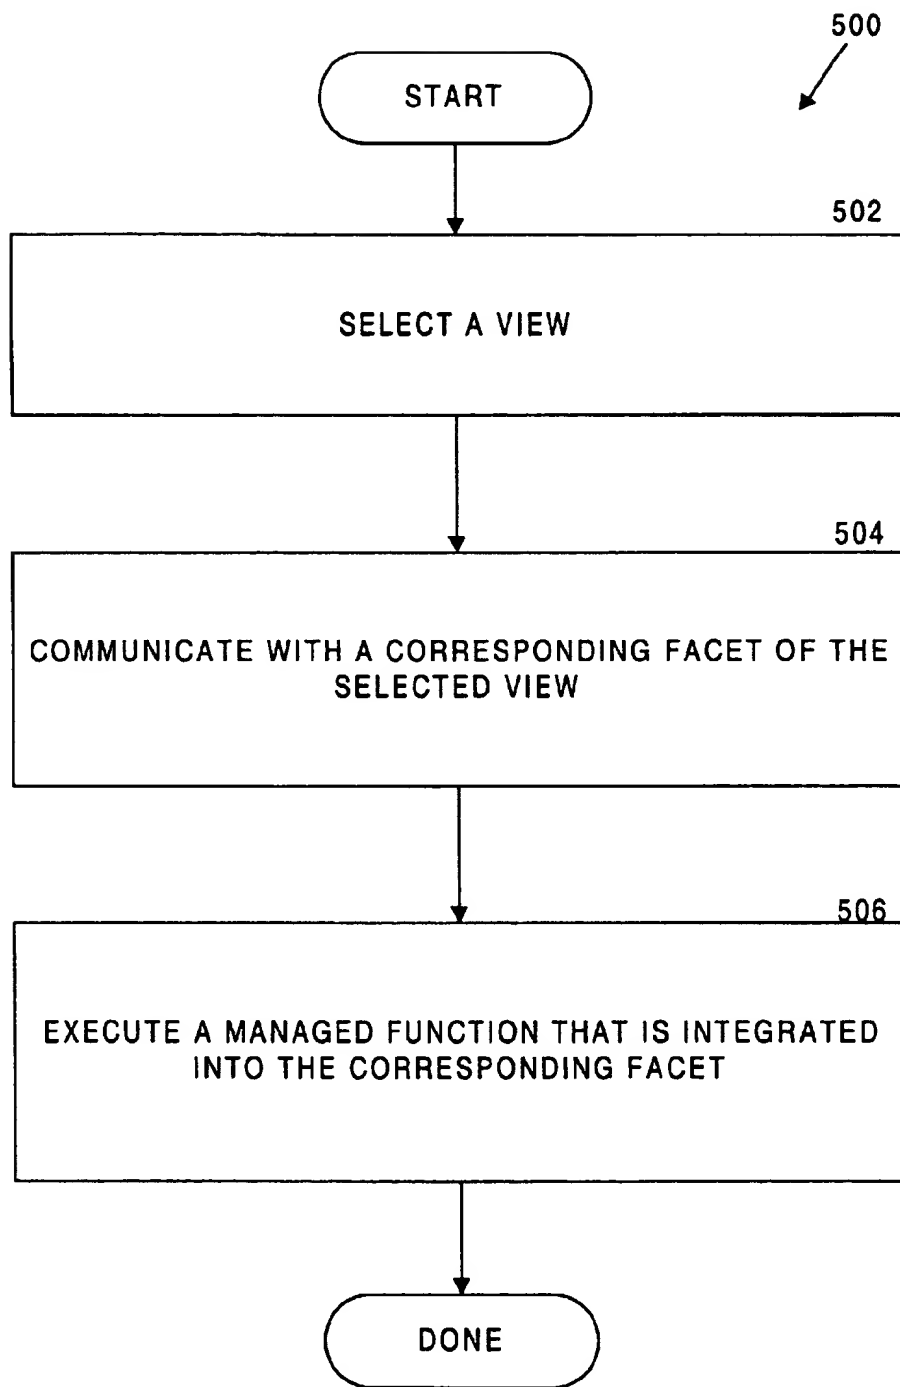 500
START
502
SELECT A VIEW
504
COMMUNICATE WITH A CORRESPONDING FACET OF THE
SELECTED VIEW
506
EXECUTE A MANAGED FUNCTION THAT IS INTEGRATED
INTO THE CORRESPONDING FACET
DONE